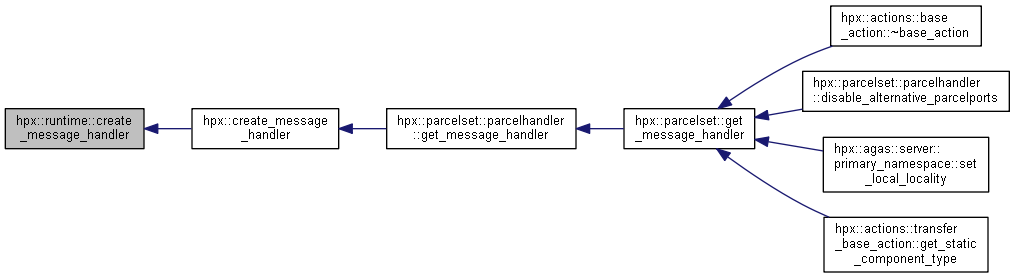 hpx::runtime::create
_message_handler
hpx::create_message
_handler
hpx::parcelset::parcelhandler
::get_message_handler
hpx::parcelset::get
_message_handler
hpx::actions::base
_action::~base_action
hpx::parcelset::parcelhandler
::disable_alternative_parcelports
hpx::agas::server::
primary_namespace::set
_local_locality
hpx::actions::transfer
_base_action::get_static
_component_type